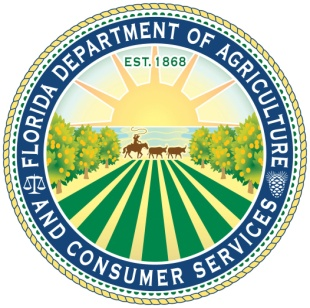 FLORIDA DEPARTMENT OF AGRICULTURE
AND CONSUMER SERVICES
EST. 1868